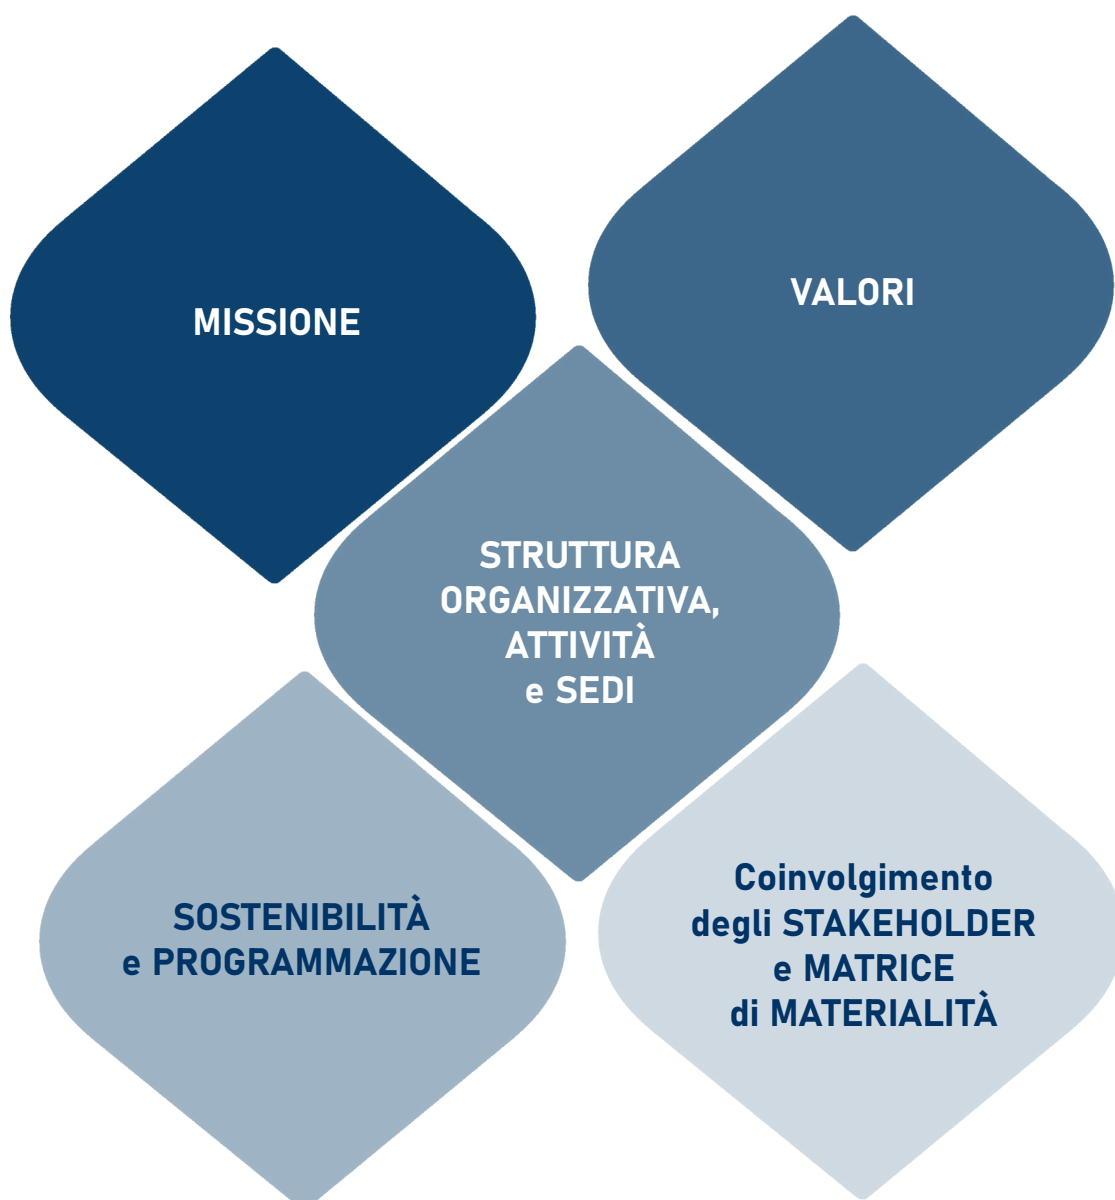 MISSIONE
VALORI
STRUTTURA
ORGANIZZATIVA,
ATTIVITÀ
e SEDI
SOSTENIBILITÀ
e PROGRAMMAZIONE
Coinvolgimento
degli STAKEHOLDER
e MATRICE
di MATERIALITÀ